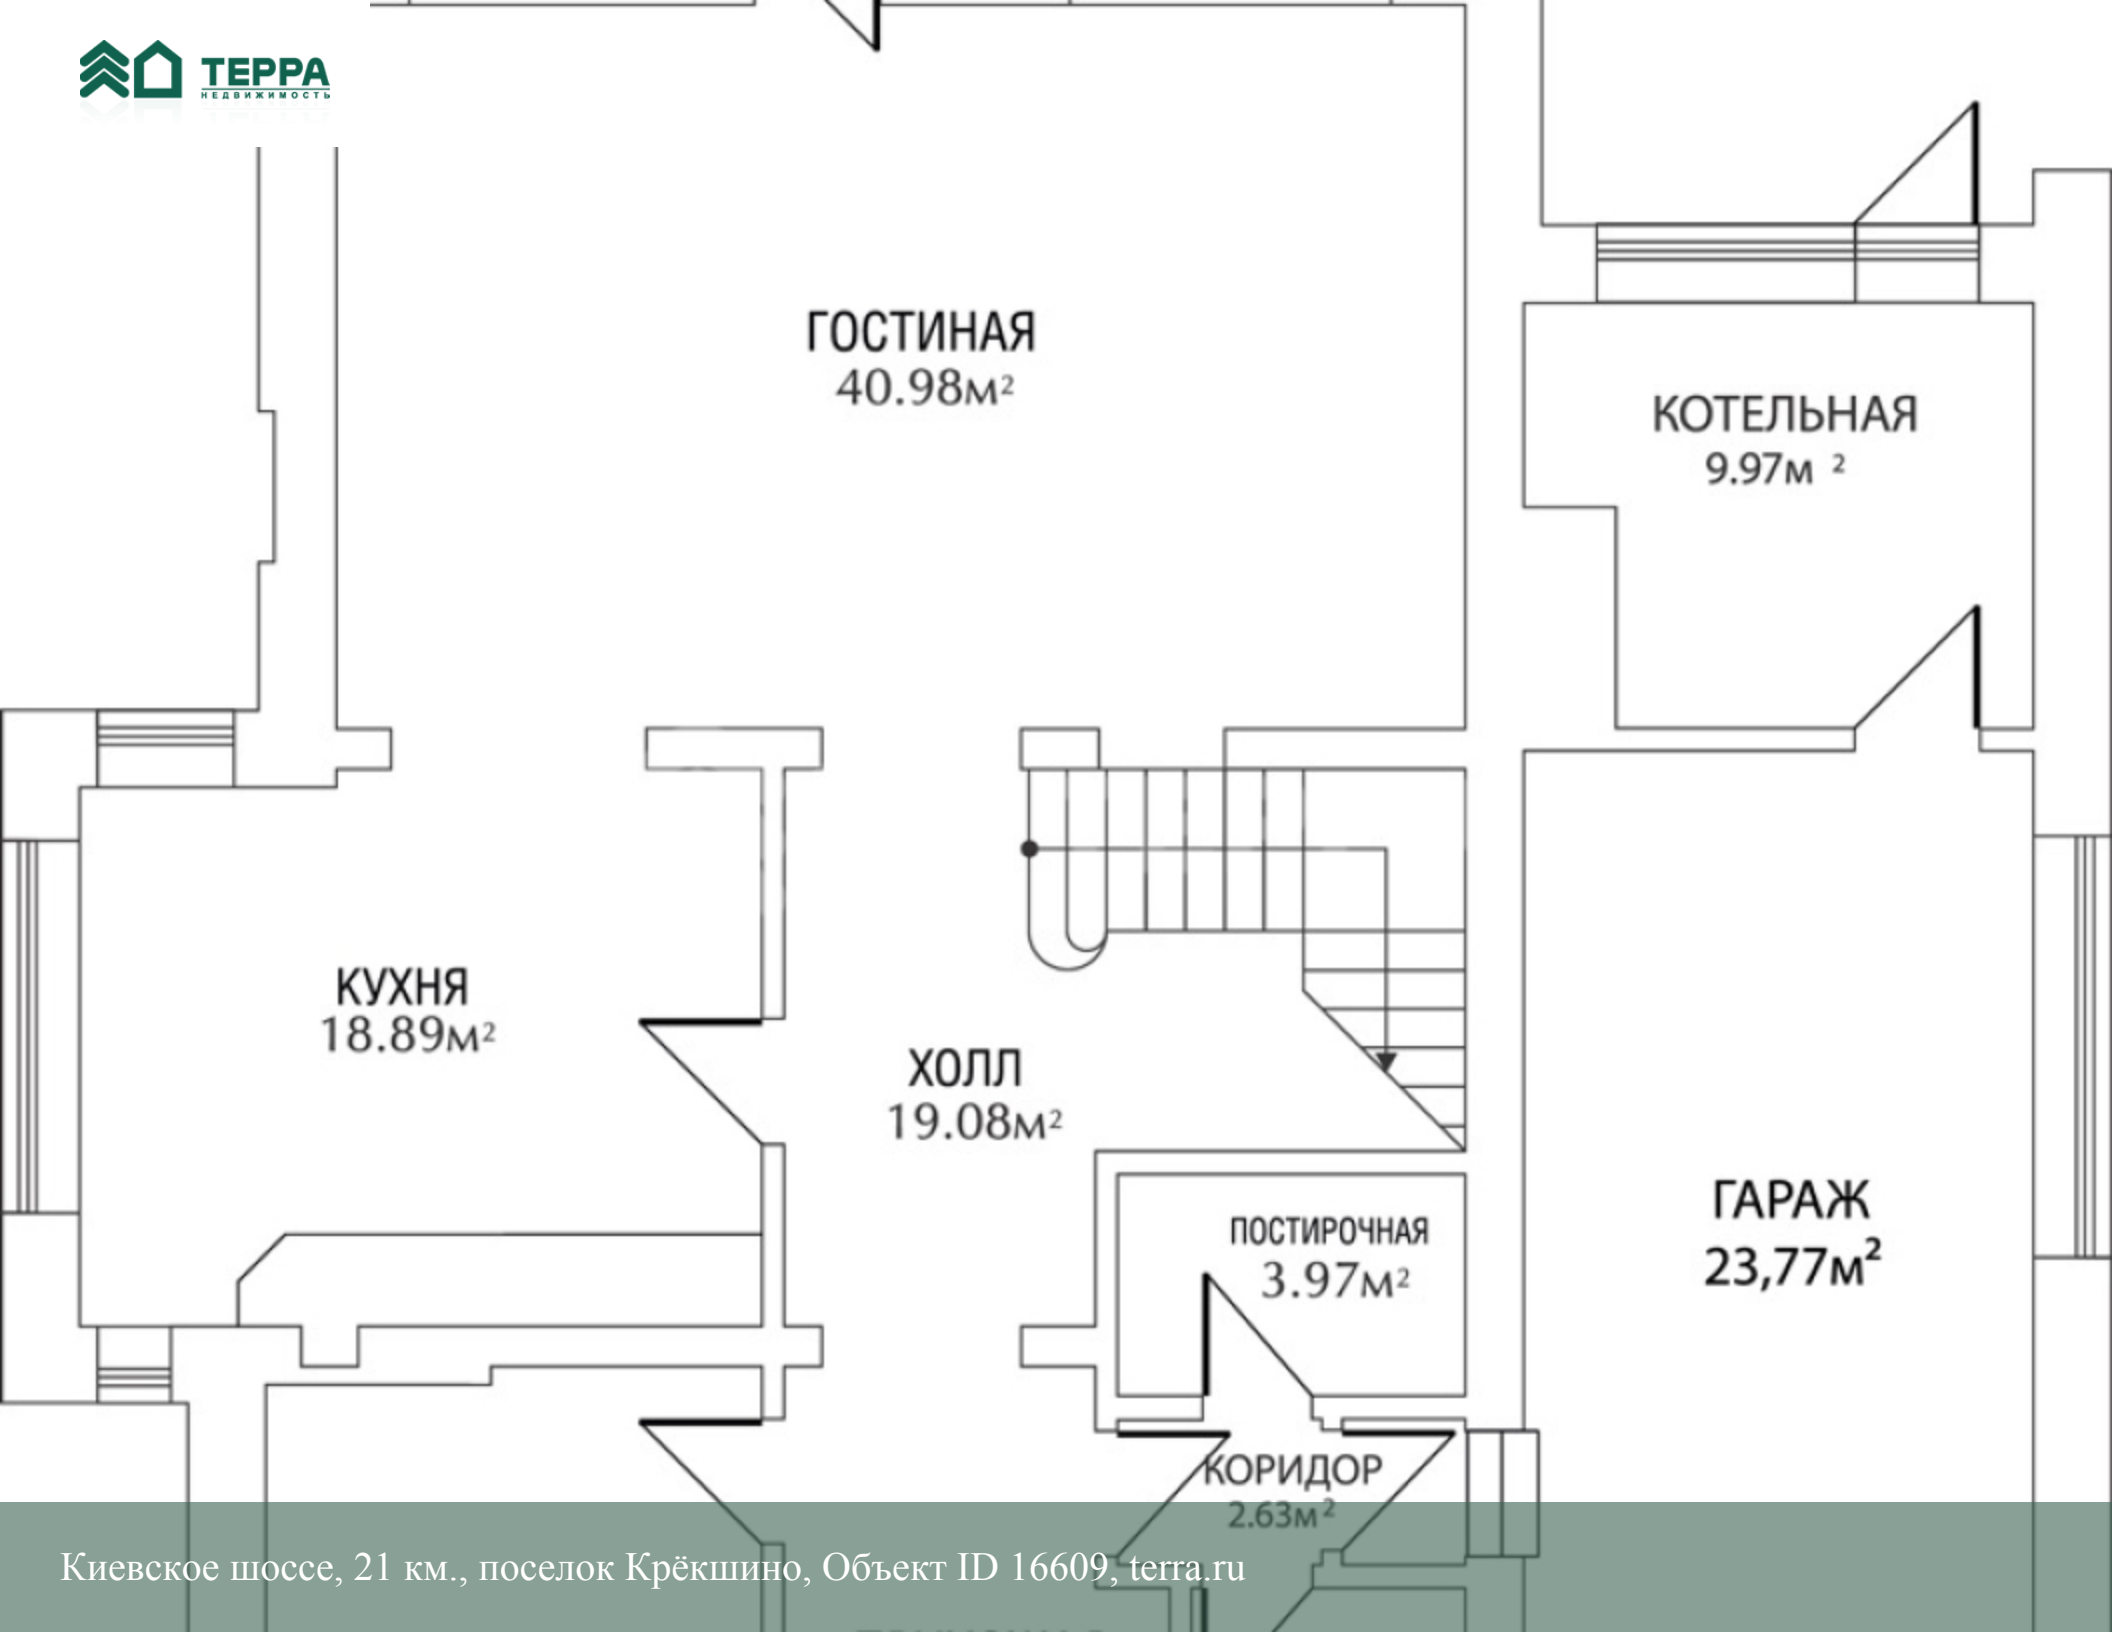 ТЕРРА
НЕДВИЖИМОСТЬ
ГОСТИНАЯ
40.98м²
КОТЕЛЬНАЯ
9.97м ²
КУХНЯ
18.89м²
ХОЛЛ
19.08м²
ПОСТИРОЧНАЯ
3.97м²
ГАРАЖ
23,77м²
КОРИДОР
2.63м²
Киевское шоссе, 21 км., поселок Крёкшино, Объект ID 16609, terra.ru